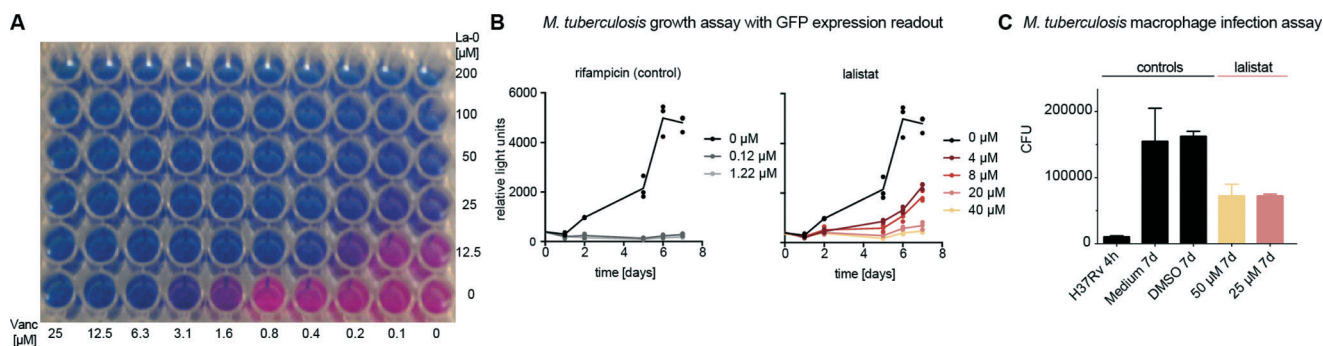 A
La-0
[µM]
200
100
50
25
12.5
0
Vanc
[µM]
25 12.5 6.3 3.1 1.6 0.8 0.4 0.2 0.1 0
B M. tuberculosis growth assay with GFP expression readout
rifampicin (control)
relative light units
6000
4000
2000
0
0 2 4 6 8
time [days]
0 µM
0.12 µM
1.22 µM
lalistat
0 2 4 6 8
time [days]
0 µM
4 µM
8 µM
20 µM
40 µM
C M. tuberculosis macrophage infection assay
controls lalistat
CFU
200000
100000
0
H37Rv 4h
Medium 7d
DMSO 7d
50 µM 7d
25 µM 7d